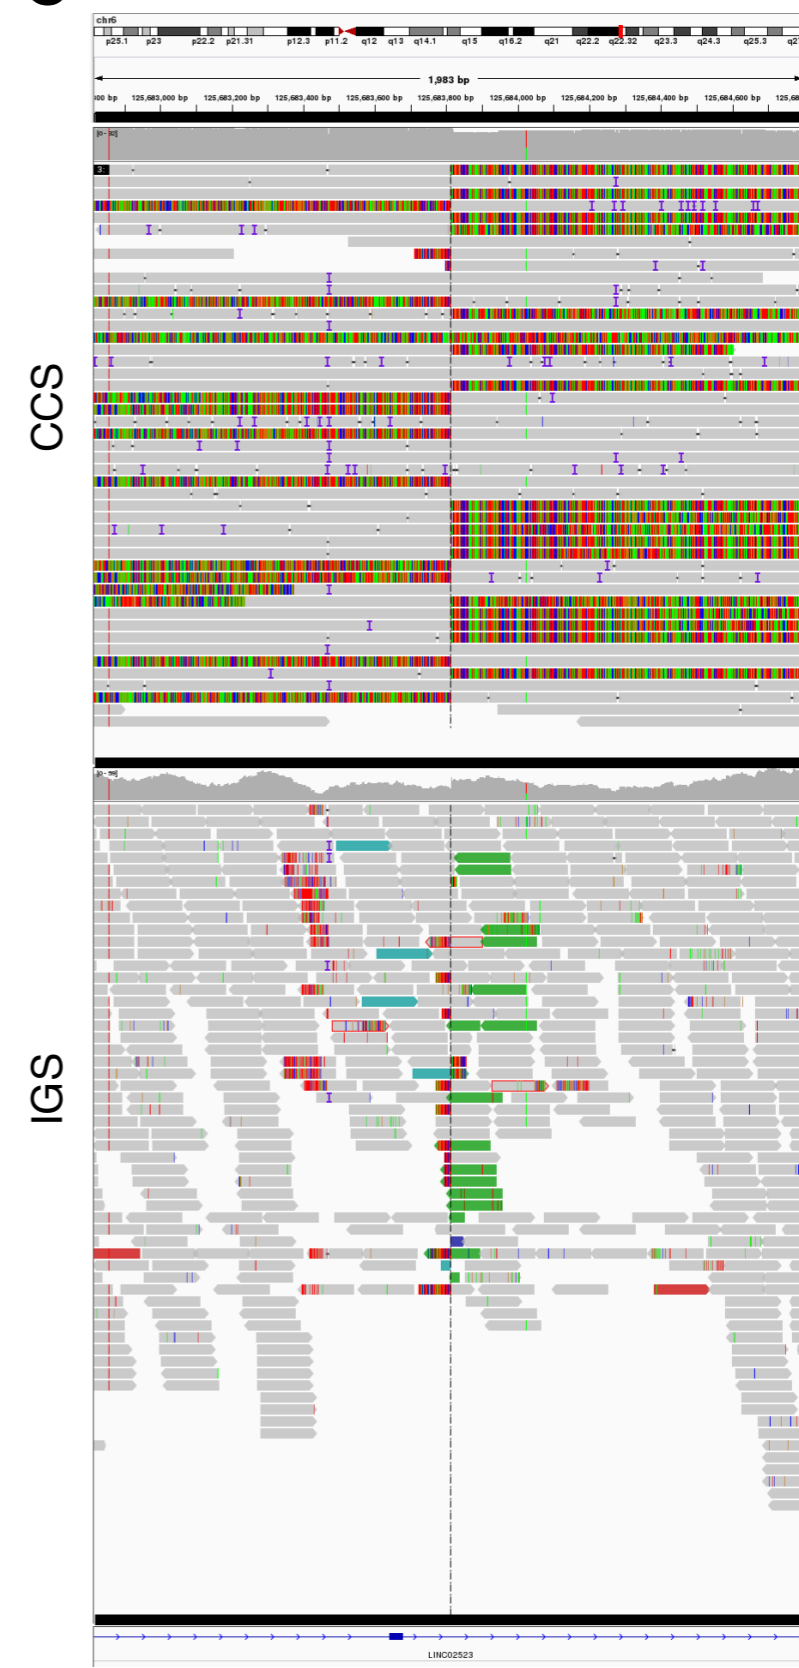 chr6
p25.1 p23 p22.2 p21.31 p12.3 p11.2 q12 q13 q14.1 q15 q16.2 q21 q22.2 q22.32 q23.3 q24.3 q25.3
1,983 bp
125,683,000 bp 125,683,200 bp 125,683,400 bp 125,683,600 bp 125,683,800 bp 125,684,000 bp 125,684,200 bp 125,684,400 bp 125,684,600 bp
CCS
IGS
LINC02523